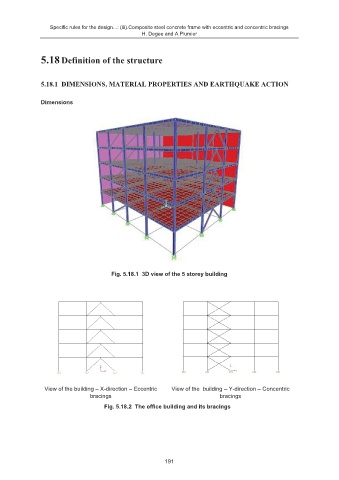 Specific rules for the design…: (iii).Composite steel concrete frame with eccentric and concentric bracings
H. Degee and A Plumier
5.18 Definition of the structure
5.18.1 DIMENSIONS, MATERIAL PROPERTIES AND EARTHQUAKE ACTION
Dimensions
Fig. 5.18.1 3D view of the 5 storey building
View of the building – X-direction – Eccentric bracings
View of the building – Y-direction – Concentric bracings
Fig. 5.18.2 The office building and its bracings
191